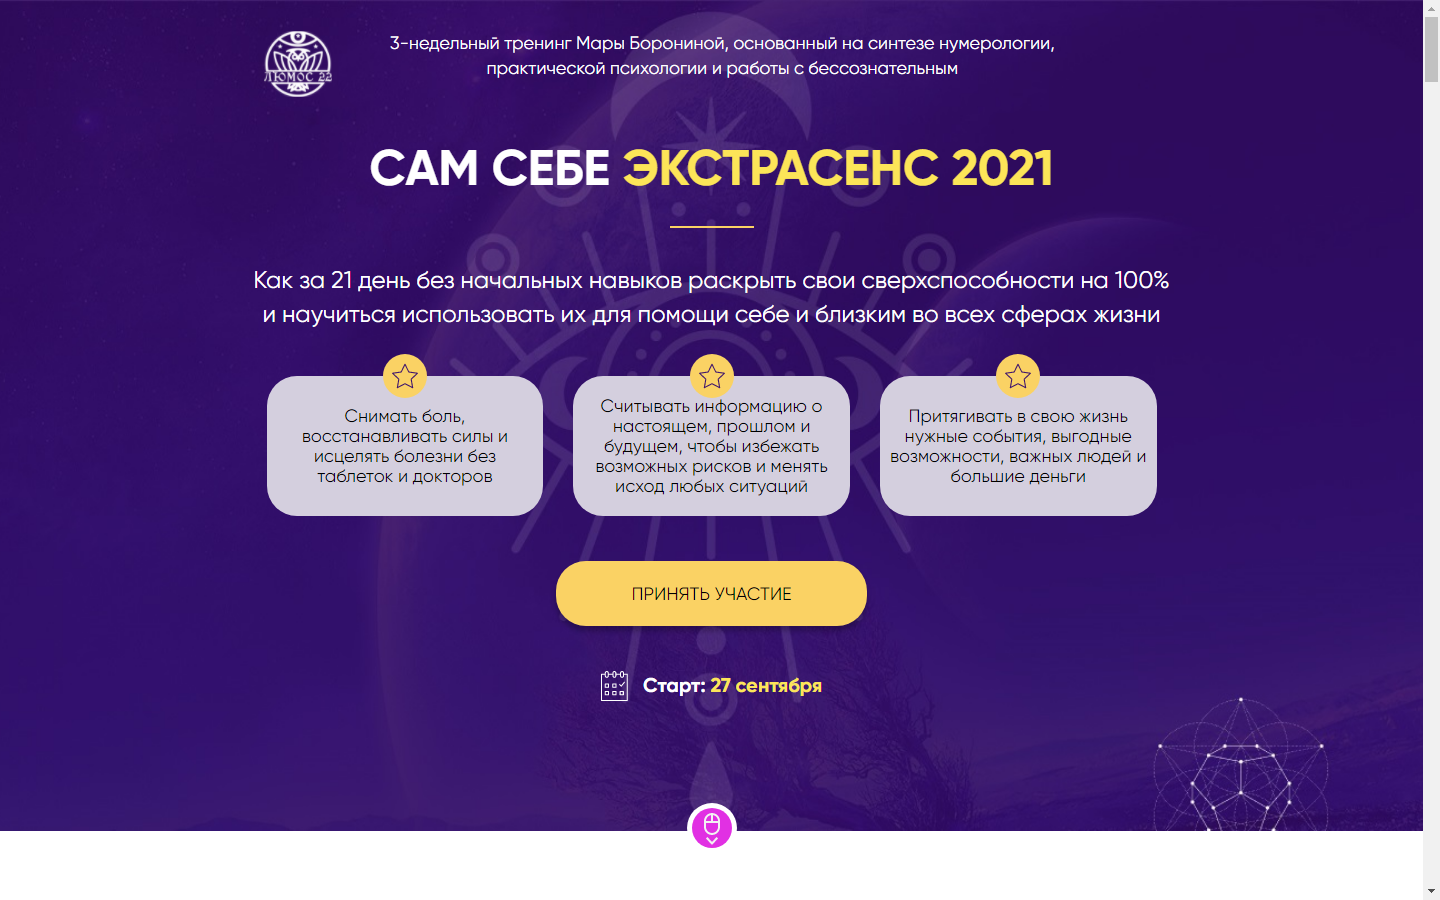 ЛЮМОС 22
3-недельный тренинг Мары Борониной, основанный на синтезе нумерологии,
практической психологии и работы с бессознательным
САМ СЕБЕ ЭКСТРАСЕНС 2021
Как за 21 день без начальных навыков раскрыть свои сверхспособности на 100%
и научиться использовать их для помощи себе и близким во всех сферах жизни
Снимать боль,
восстанавливать силы и
исцелять болезни без
таблеток и докторов
Считывать информацию о
настоящем, прошлом и
будущем, чтобы избежать
возможных рисков и менять
исход любых ситуаций
Притягивать в свою жизнь
нужные события, выгодные
возможности, важных людей и
большие деньги
ПРИНЯТЬ УЧАСТИЕ
Старт: 27 сентября